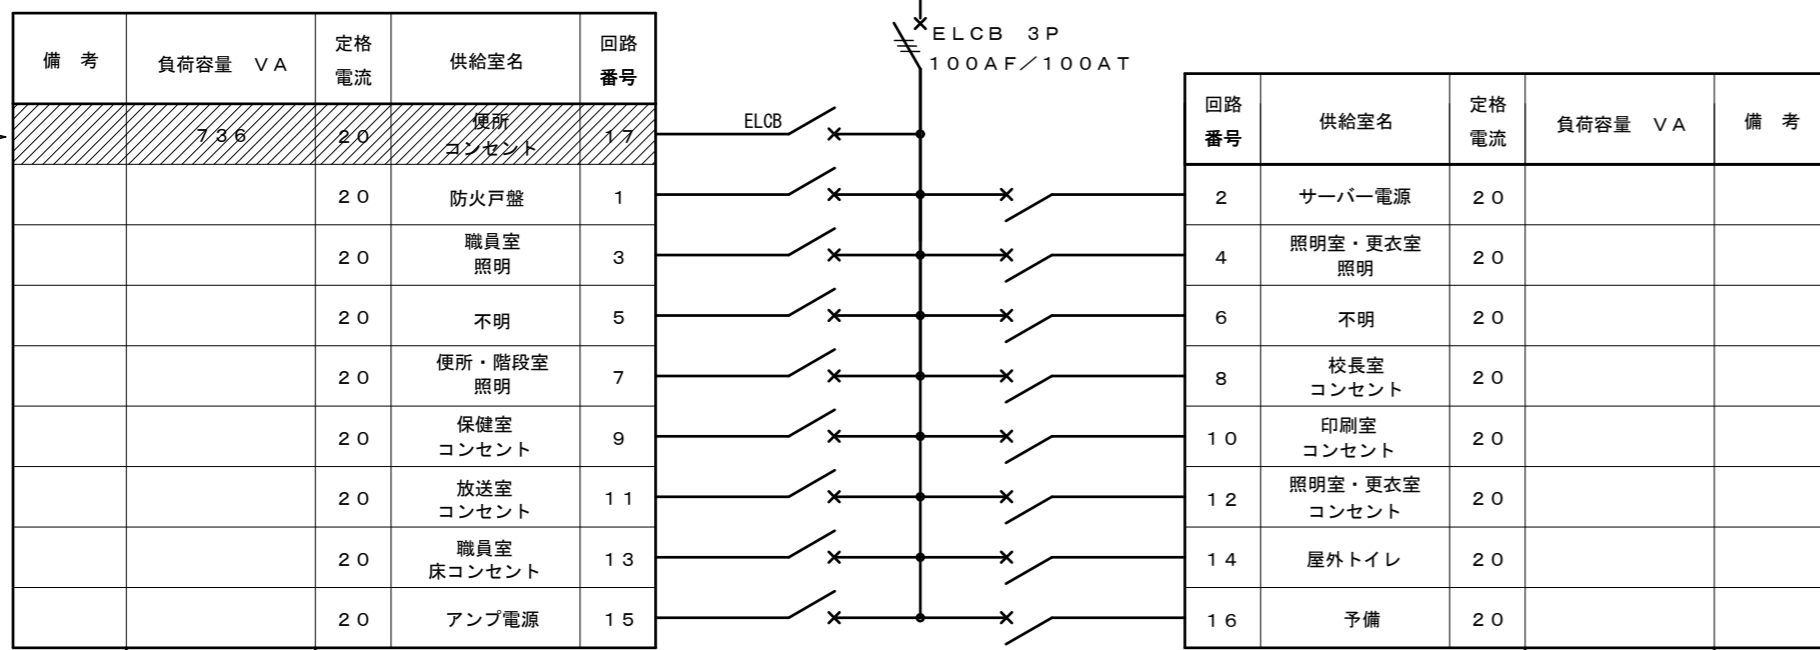 ELCB 3P
100AF/100AT
備 考 負荷容量 VA 定格 電流 供給室名 回路 番号
736 20 便所 コンセント 17
ELCB
20 防火戸盤 1
20 職員室 照明 3
20 不明 5
20 便所・階段室 照明 7
20 保健室 コンセント 9
20 放送室 コンセント 11
20 職員室 床コンセント 13
20 アンプ電源 15
回路 番号 供給室名 定格 電流 負荷容量 VA 備 考
2 サーバー電源 20
4 照明室・更衣室 照明 20
6 不明 20
8 校長室 コンセント 20
10 印刷室 コンセント 20
12 照明室・更衣室 コンセント 20
14 屋外トイレ 20
16 予備 20